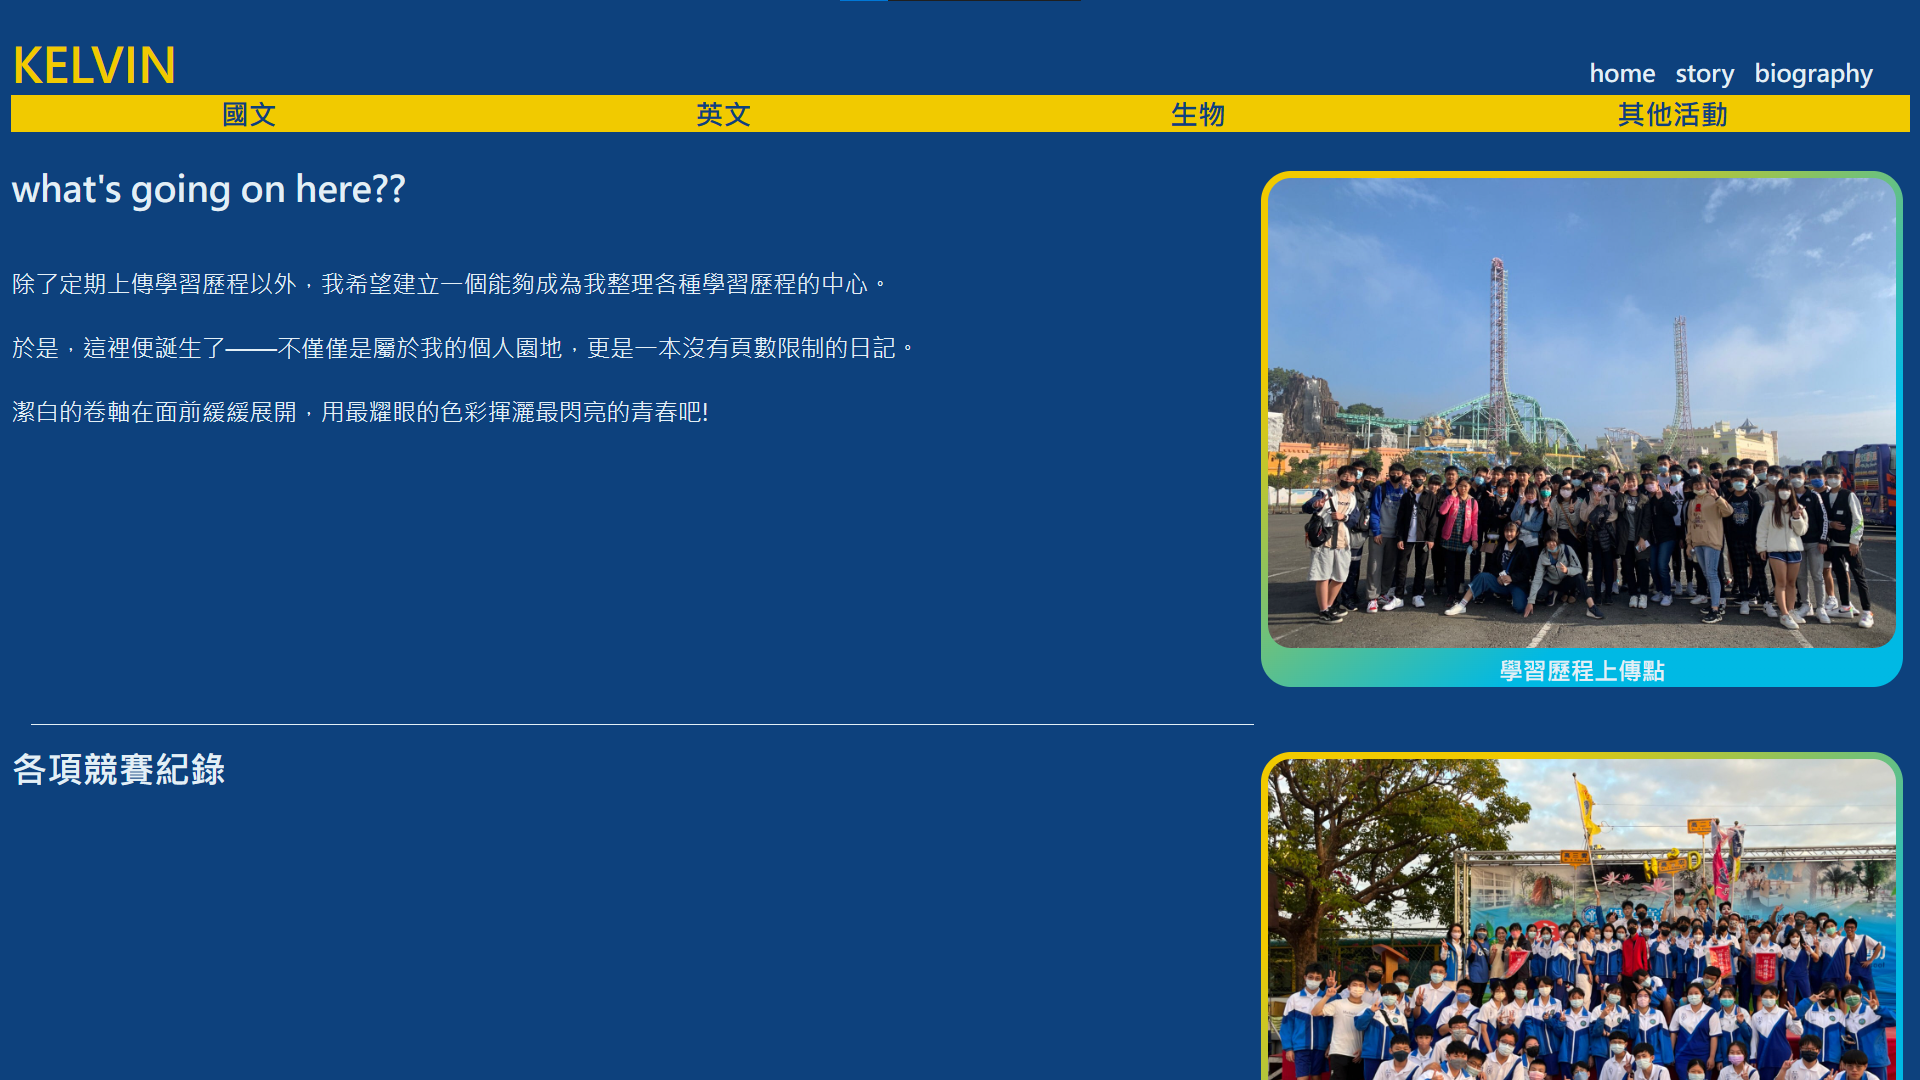 KELVIN
home story biography
國文 英文 生物 其他活動
what's going on here??
除了定期上傳學習歷程以外，我希望建立一個能夠成為我整理各種學習歷程的中心。
於是，這裡便誕生了——不僅僅是屬於我的個人園地，更是一本沒有頁數限制的日記。
潔白的卷軸在面前緩緩展開，用最耀眼的色彩揮灑最閃亮的青春吧!
學習歷程上傳點
各項競賽紀錄